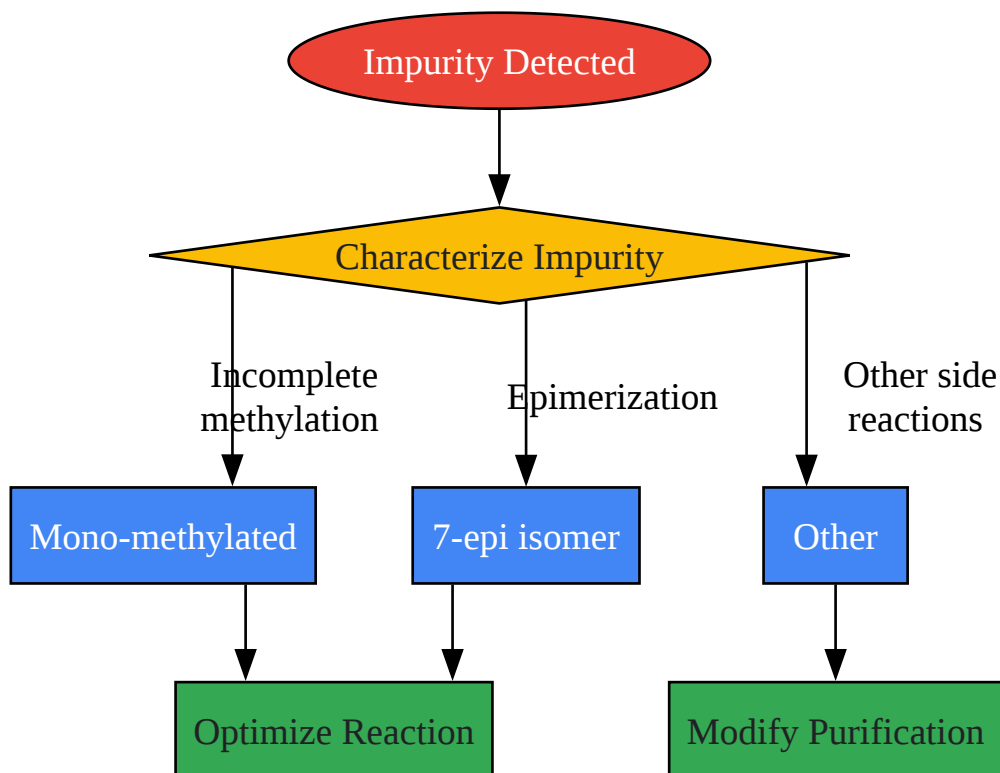 Impurity Detected
Characterize Impurity
Incomplete
methylation
Epimerization
Other side
reactions
Mono-methylated
7-epi isomer
Other
Optimize Reaction
Modify Purification